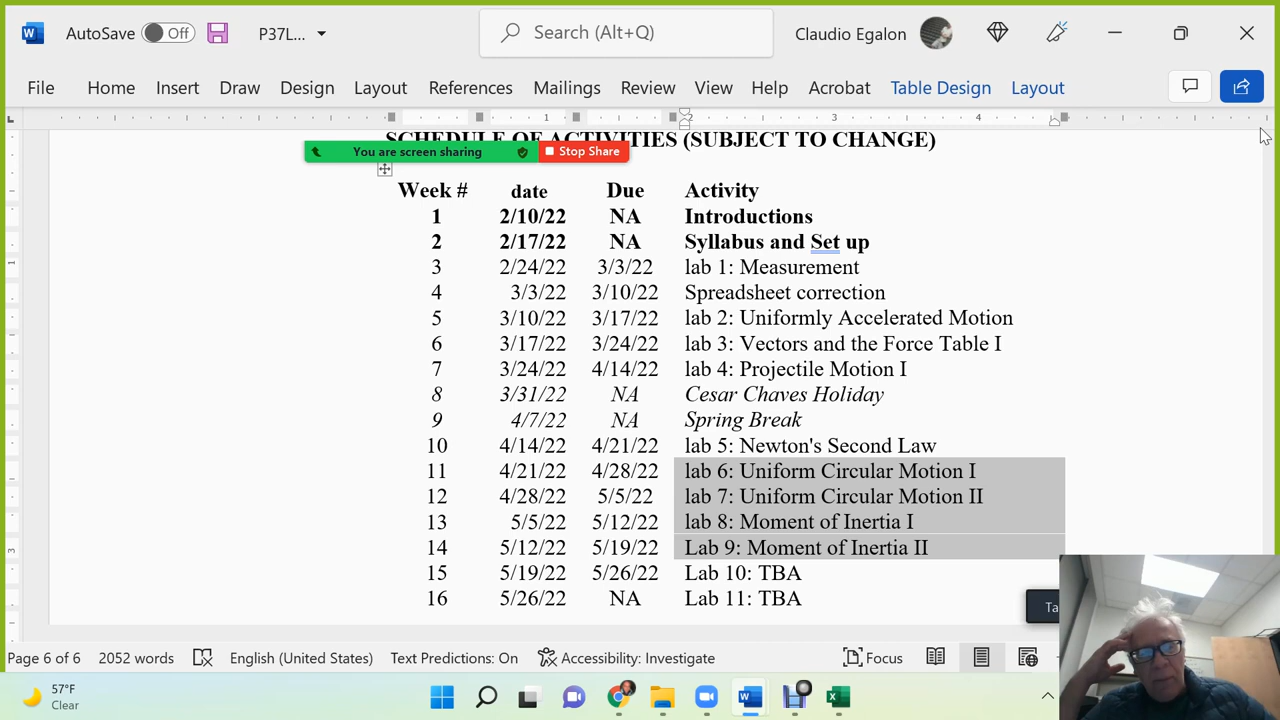 AutoSave Off P37L... Search (Alt+Q) Claudio Egalon
File Home Insert Draw Design Layout References Mailings Review View Help Acrobat Table Design Layout
1 2 3 4
SCHEDULE OF ACTIVITIES (SUBJECT TO CHANGE)
You are screen sharing Stop Share
Week # date Due Activity
1 2/10/22 NA Introductions
2 2/17/22 NA Syllabus and Set up
3 2/24/22 3/3/22 lab 1: Measurement
4 3/3/22 3/10/22 Spreadsheet correction
5 3/10/22 3/17/22 lab 2: Uniformly Accelerated Motion
6 3/17/22 3/24/22 lab 3: Vectors and the Force Table I
7 3/24/22 4/14/22 lab 4: Projectile Motion I
8 3/31/22 NA Cesar Chaves Holiday
9 4/7/22 NA Spring Break
10 4/14/22 4/21/22 lab 5: Newton's Second Law
11 4/21/22 4/28/22 lab 6: Uniform Circular Motion I
12 4/28/22 5/5/22 lab 7: Uniform Circular Motion II
13 5/5/22 5/12/22 lab 8: Moment of Inertia I
14 5/12/22 5/19/22 Lab 9: Moment of Inertia II
15 5/19/22 5/26/22 Lab 10: TBA
16 5/26/22 NA Lab 11: TBA
Ta
Page 6 of 6 2052 words English (United States) Text Predictions: On Accessibility: Investigate Focus
57°F
Clear